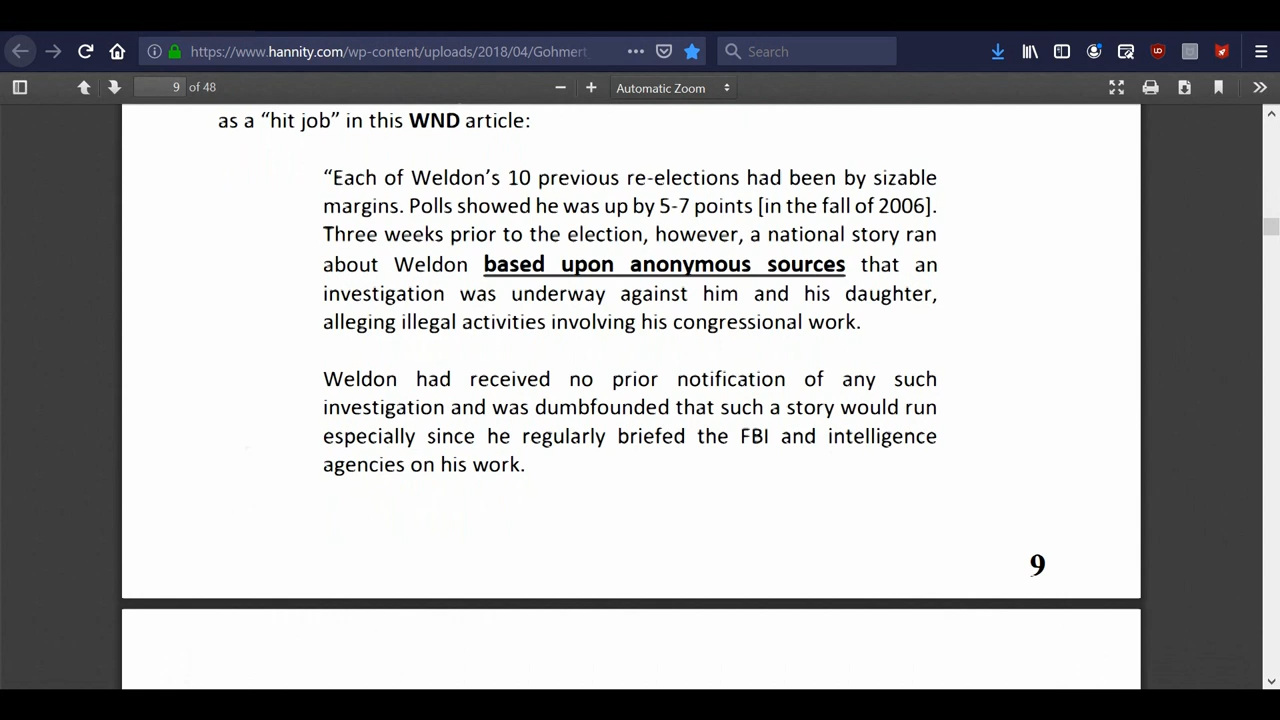 https://www.hannity.com/wp-content/uploads/2018/04/Gohmert
Search
9 of 48
Automatic Zoom
as a “hit job” in this WND article:
“Each of Weldon’s 10 previous re-elections had been by sizable
margins. Polls showed he was up by 5-7 points [in the fall of 2006].
Three weeks prior to the election, however, a national story ran
about Weldon based upon anonymous sources that an
investigation was underway against him and his daughter,
alleging illegal activities involving his congressional work.
Weldon had received no prior notification of any such
investigation and was dumbfounded that such a story would run
especially since he regularly briefed the FBI and intelligence
agencies on his work.
9